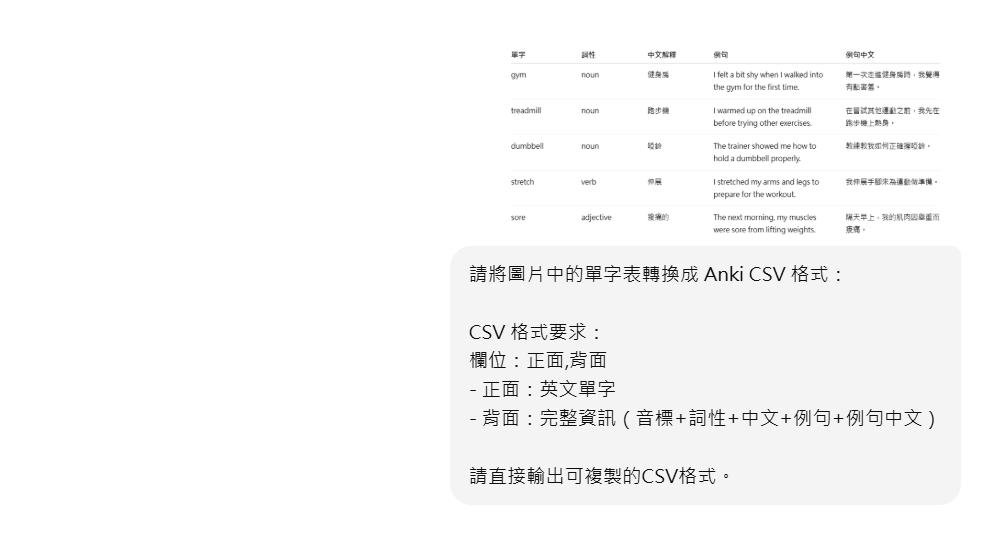 單字 詞性 中文解釋 例句 例句中文
gym noun 健身房 I felt a bit shy when I walked into 第一次走進健身房時，我覺得
the gym for the first time. 有點害羞。
treadmill noun 跑步機 I warmed up on the treadmill 在嘗試其他運動之前，我先在
before trying other exercises. 跑步機上熱身。
dumbbell noun 啞鈴 The trainer showed me how to 教練教我如何正確握啞鈴。
hold a dumbbell properly.
stretch verb 伸展 I stretched my arms and legs to 我伸展手腳來為運動做準備。
prepare for the workout.
sore adjective 痠痛的 The next morning, my muscles 隔天早上，我的肌肉因舉重而
were sore from lifting weights. 痠痛。
請將圖片中的單字表轉換成 Anki CSV 格式：
CSV 格式要求：
欄位：正面,背面
- 正面：英文單字
- 背面：完整資訊（音標+詞性+中文+例句+例句中文）
請直接輸出可複製的CSV格式。